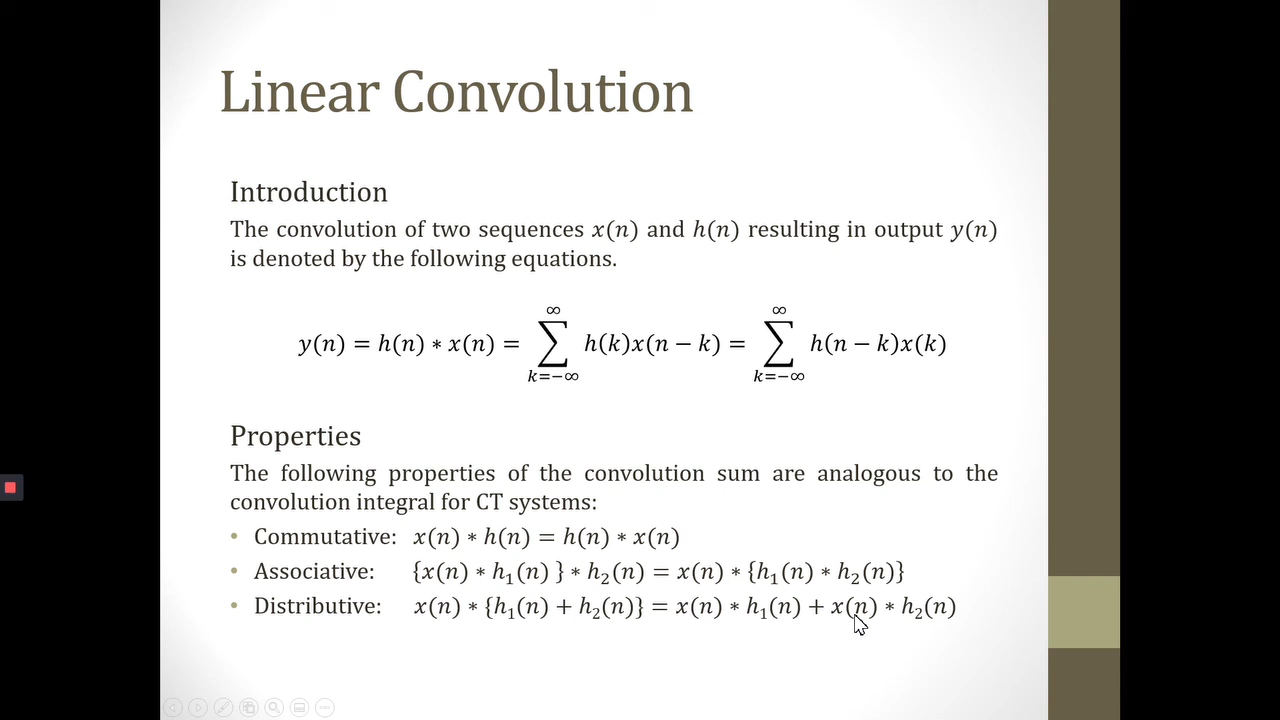 Linear Convolution
Introduction
The convolution of two sequences x(n) and h(n) resulting in output y(n)
is denoted by the following equations.
y(n) = h(n) ∗ x(n) = ∑_{k=−∞}^{∞} h(k)x(n − k) = ∑_{k=−∞}^{∞} h(n − k)x(k)
Properties
The following properties of the convolution sum are analogous to the
convolution integral for CT systems:
• Commutative: x(n) ∗ h(n) = h(n) ∗ x(n)
• Associative: {x(n) ∗ h₁(n) } ∗ h₂(n) = x(n) ∗ {h₁(n) ∗ h₂(n)}
• Distributive: x(n) ∗ {h₁(n) + h₂(n)} = x(n) ∗ h₁(n) + x(n) ∗ h₂(n)